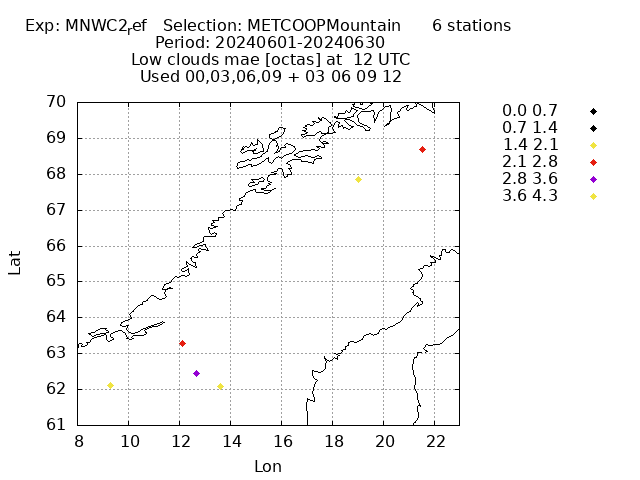 Exp: MNWC2ref   Selection: METCOOPMountain      6 stations
Period: 20240601-20240630
Low clouds mae [octas] at  12 UTC
Used 00,03,06,09 + 03 06 09 12
0.0 0.7
0.7 1.4
1.4 2.1
2.1 2.8
2.8 3.6
3.6 4.3
70
69
68
67
66
65
64
63
62
61
Lat
8 10 12 14 16 18 20 22
Lon